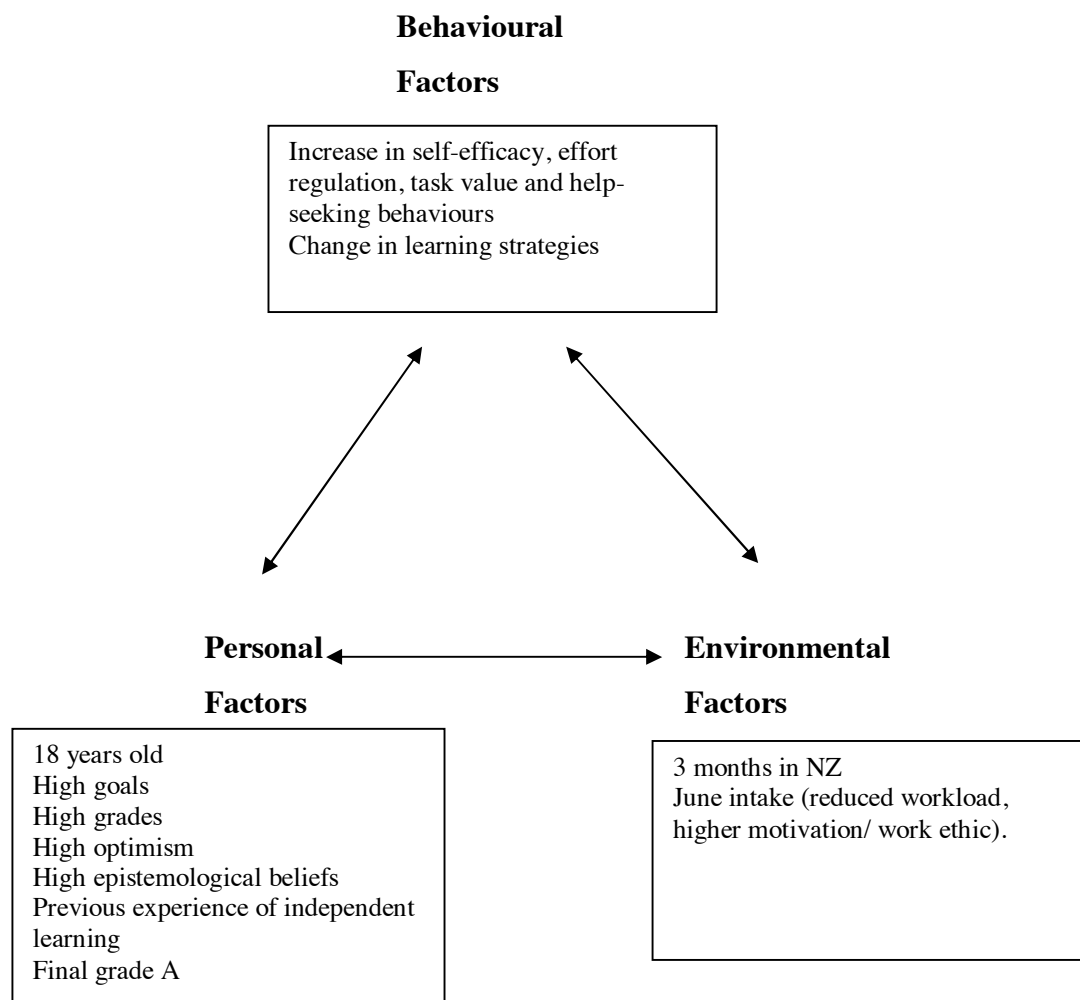 Behavioural
Factors
Increase in self-efficacy, effort
regulation, task value and help-
seeking behaviours
Change in learning strategies
Personal
Factors
18 years old
High goals
High grades
High optimism
High epistemological beliefs
Previous experience of independent
learning
Final grade A
Environmental
Factors
3 months in NZ
June intake (reduced workload,
higher motivation/ work ethic).